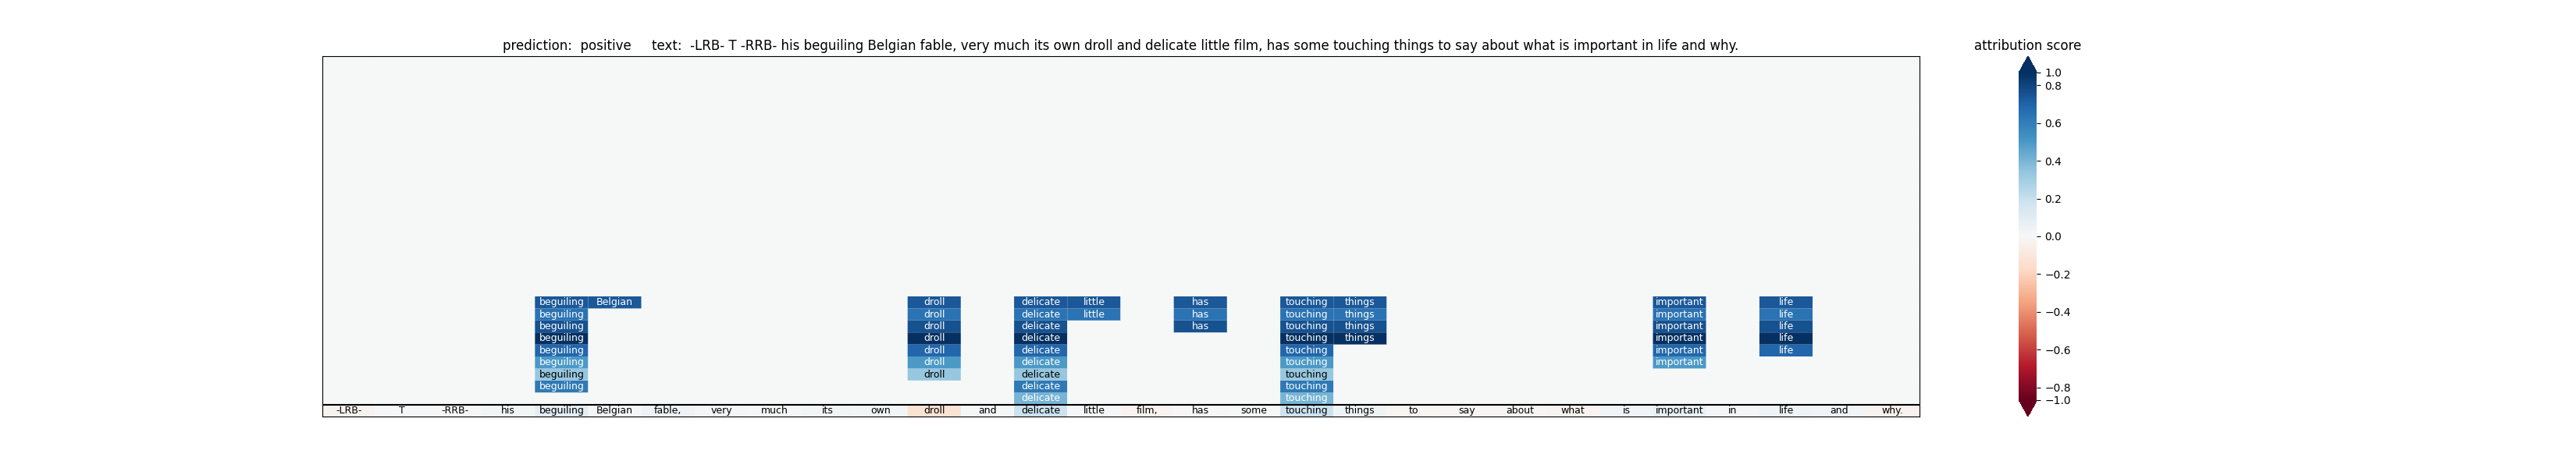 prediction:  positive     text:  -LRB- T -RRB- his beguiling Belgian fable, very much its own droll and delicate little film, has some touching things to say about what is important in life and why.
attribution score
beguiling Belgian droll delicate little has touching things important life
beguiling droll delicate little has touching things important life
beguiling droll delicate has touching things important life
beguiling droll delicate touching things important life
beguiling droll delicate touching important life
beguiling droll delicate touching important
beguiling droll delicate touching
beguiling delicate touching
delicate touching
-LRB- T -RRB- his beguiling Belgian fable, very much its own droll and delicate little film, has some touching things to say about what is important in life and why.
1.0
0.8
0.6
0.4
0.2
0.0
−0.2
−0.4
−0.6
−0.8
−1.0